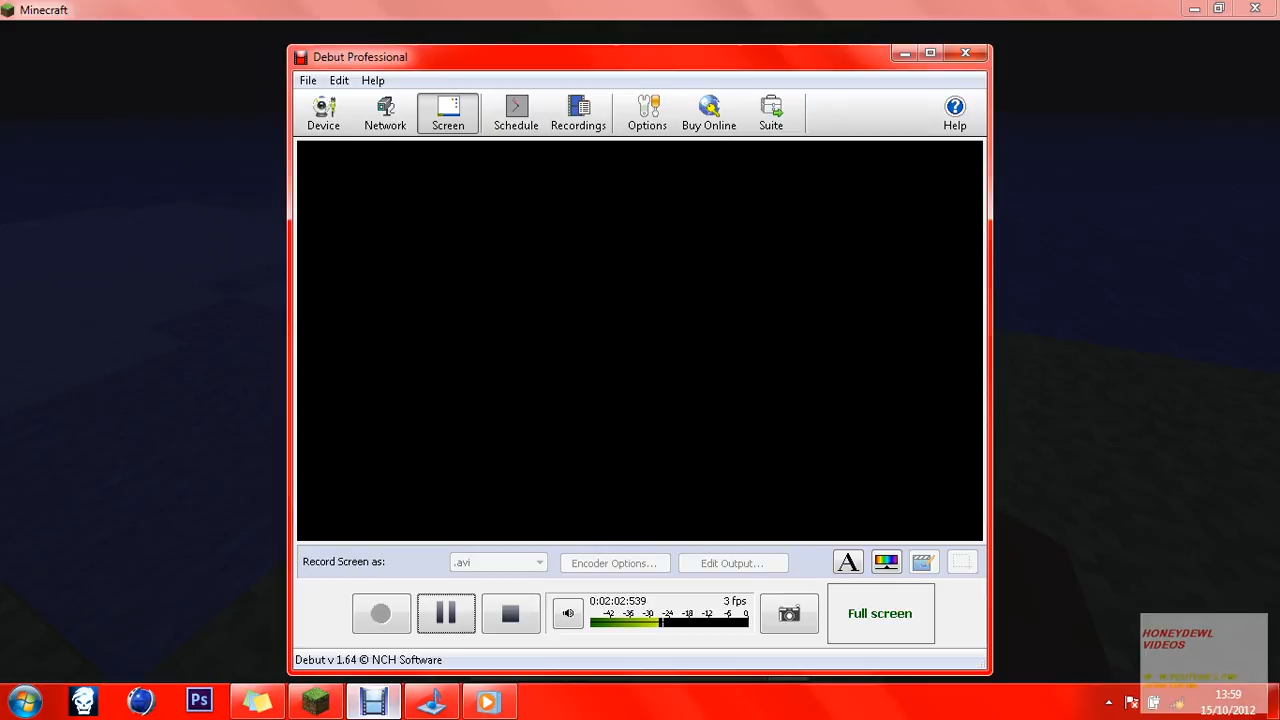 Minecraft
Debut Professional
File Edit Help
Device Network Screen Schedule Recordings Options Buy Online Suite Help
Record Screen as: .avi Encoder Options... Edit Output... A
0:02:02:539 3 fps
-42 -36 -30 -24 -18 -12 -6 0
Full screen
Debut v 1.64 © NCH Software
HONEYDEWL
VIDEOS
Ps
13:59
15/10/2012